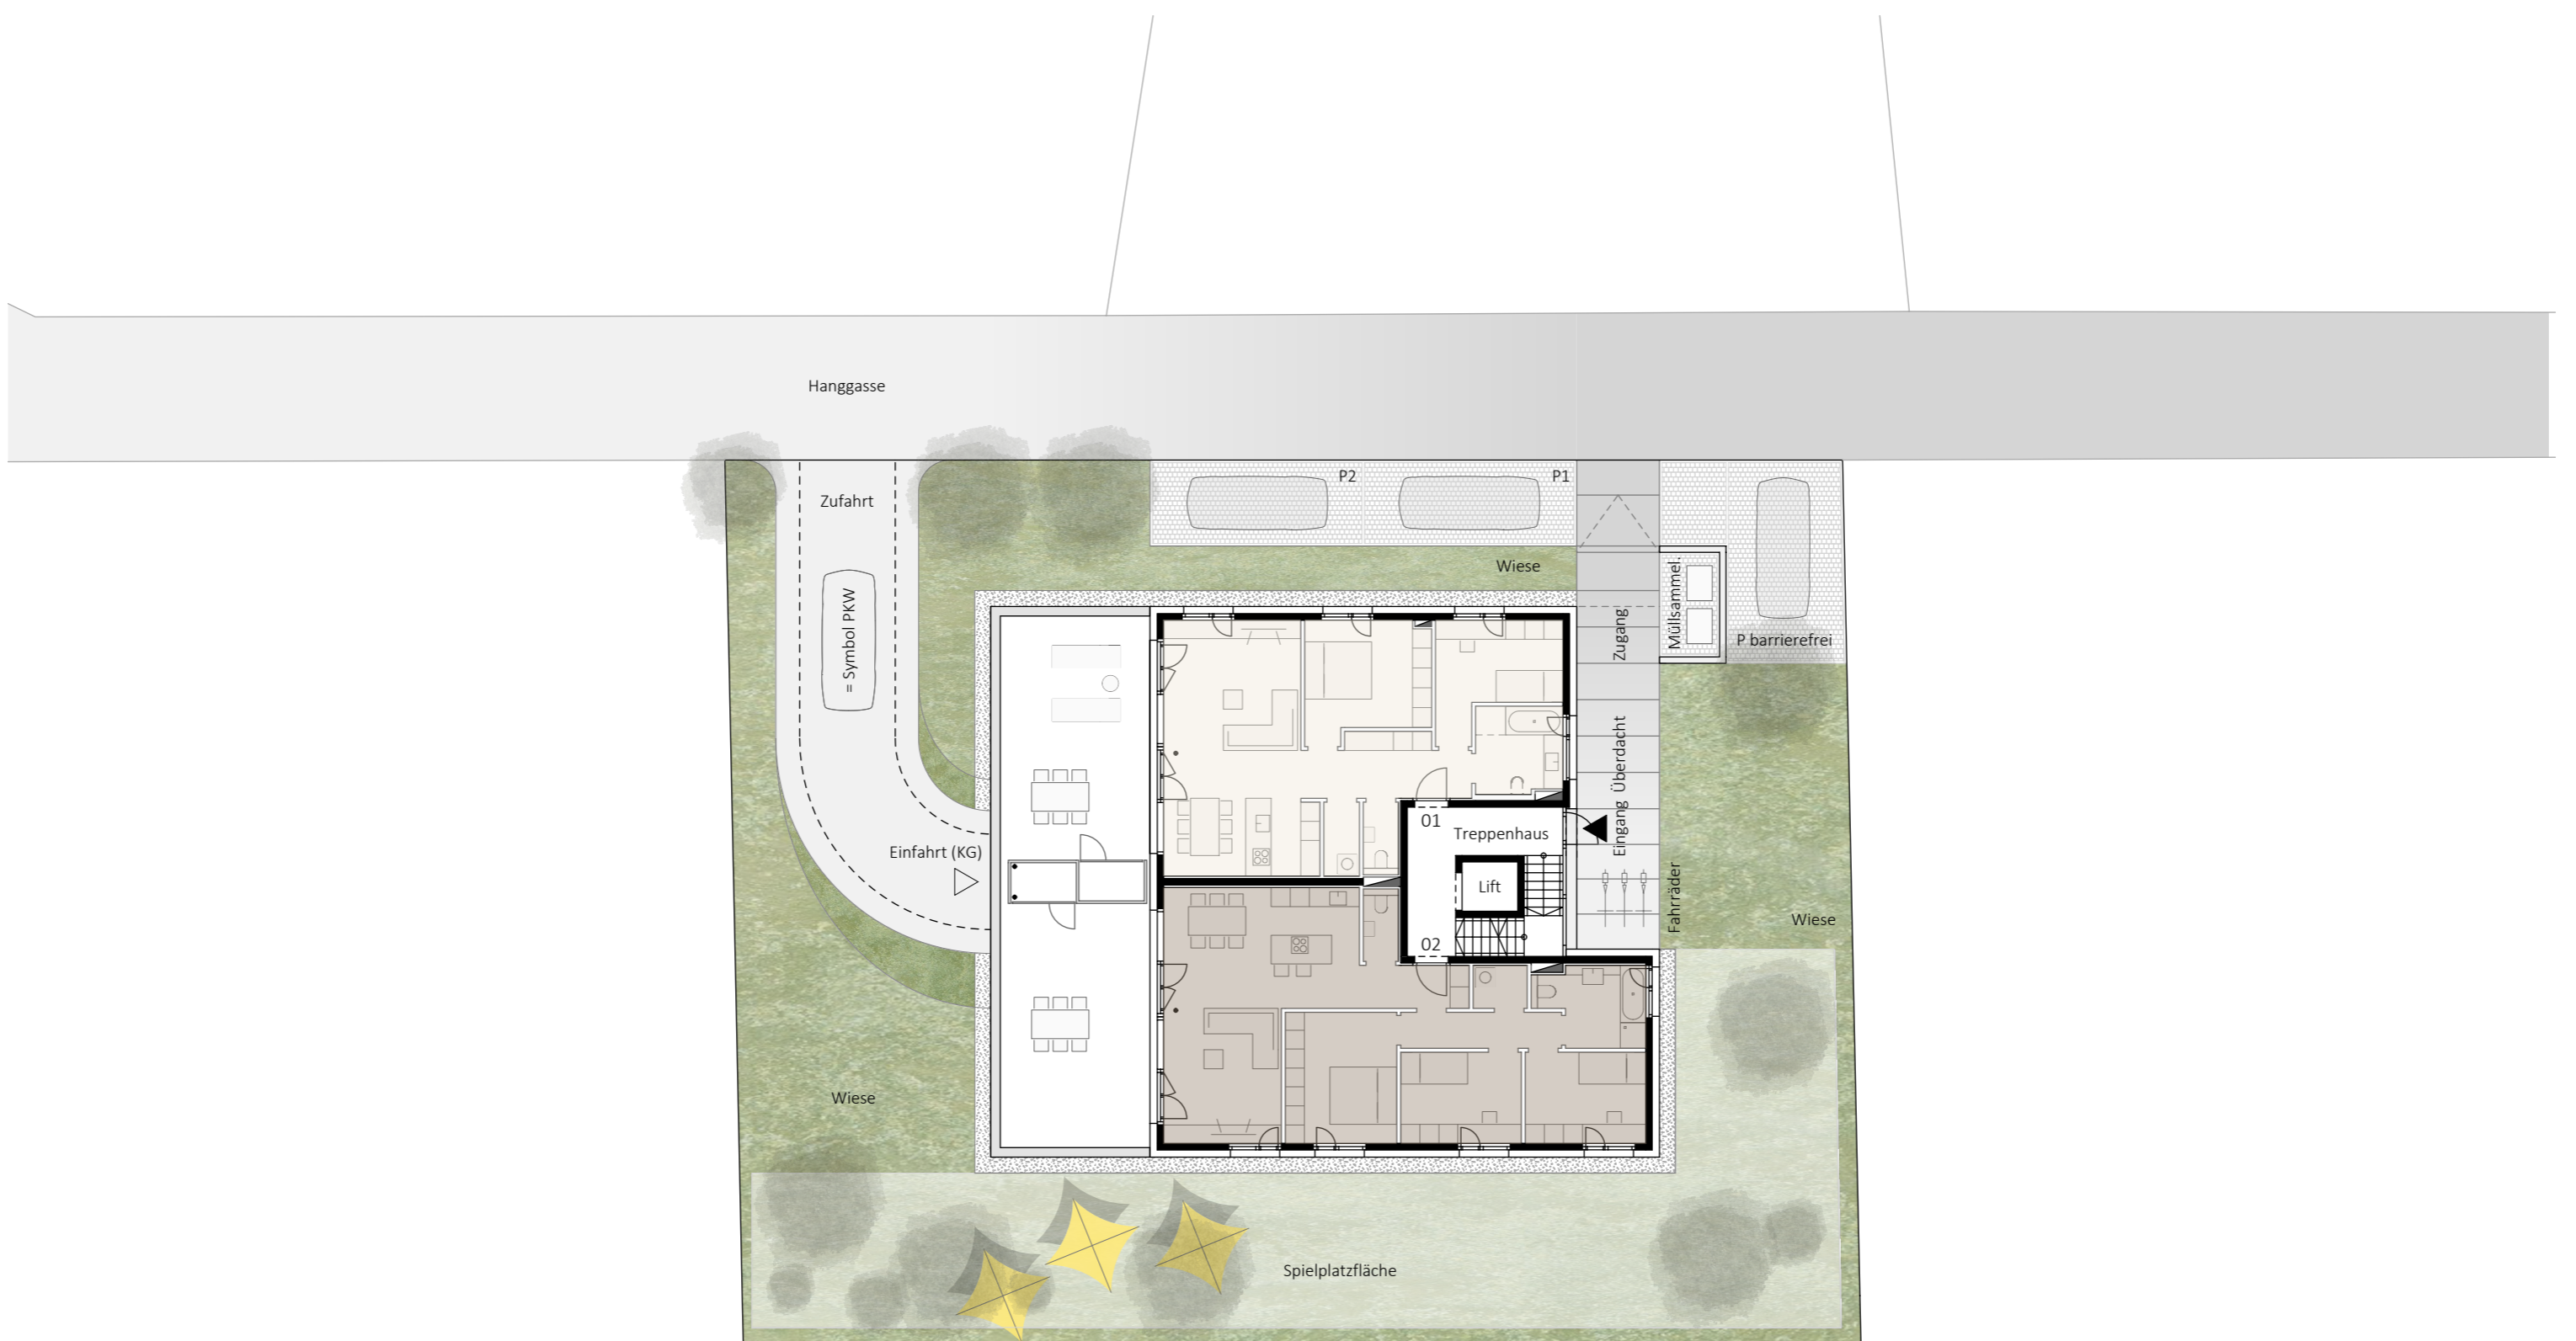 Hanggasse
P2
P1
Zufahrt
Wiese
= Symbol PKW
Müllsammel.
Zugang
P barrierefrei
Überdacht
Eingang
01
Treppenhaus
Einfahrt (KG)
Lift
Fahrräder
Wiese
02
Wiese
Spielplatzfläche